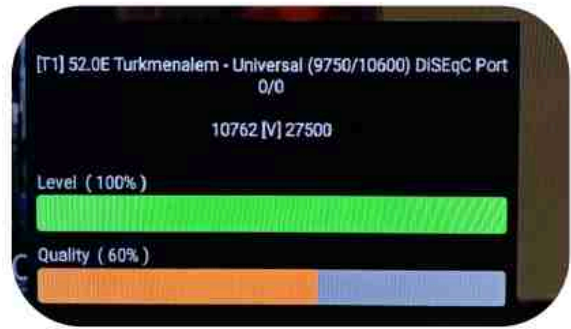 [T1] 52.0E Turkmenalem - Universal (9750/10600) DiSEqC Port
0/0
10762 [V] 27500
Level ( 100% )
Quality ( 60% )
C